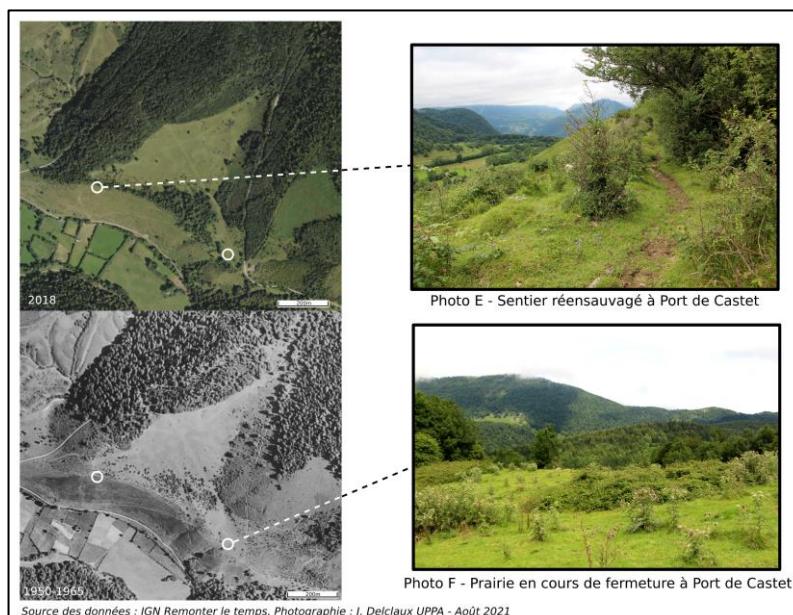 2018
200m
Photo E - Sentier réensauvagé à Port de Castet
1950-1965
200m
Photo F - Prairie en cours de fermeture à Port de Castet
Source des données : IGN Remonter le temps. Photographie : J. Delclaux UPPA - Août 2021